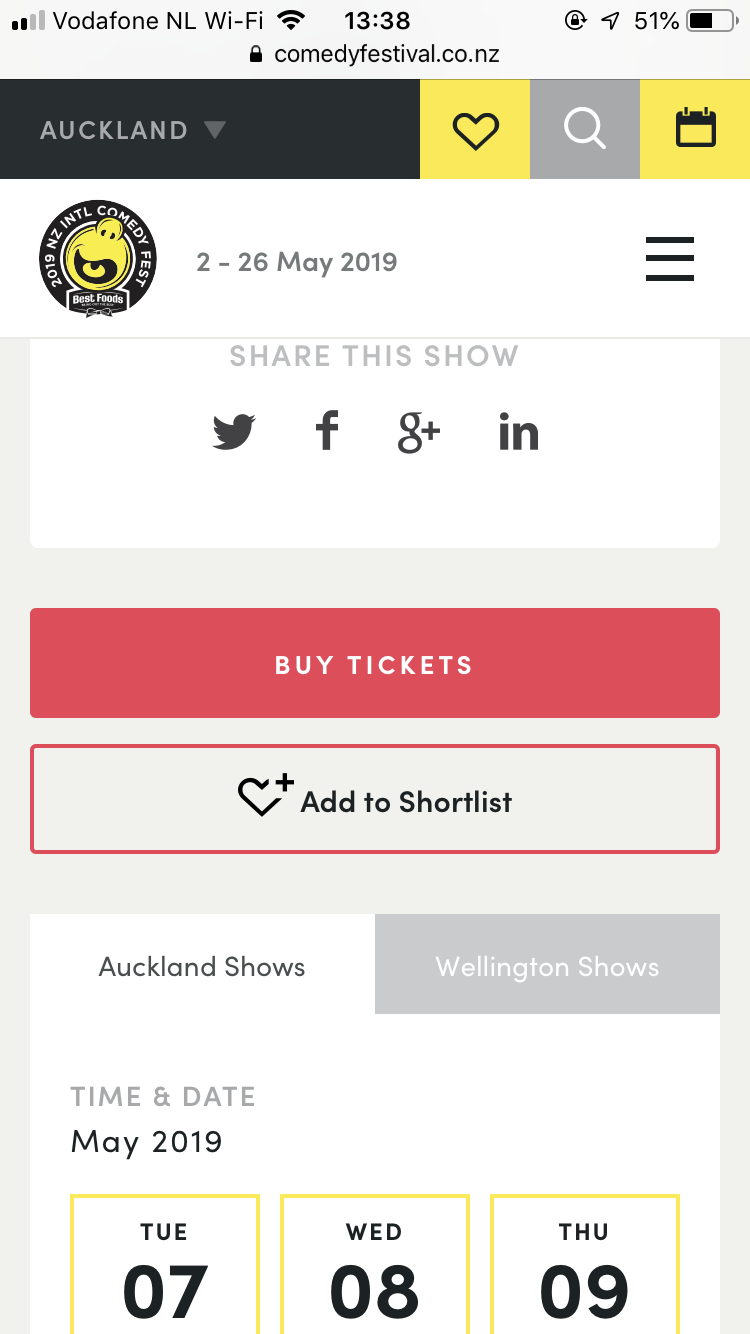 Vodafone NL Wi-Fi 13:38 51%
comedyfestival.co.nz
AUCKLAND
2019 NZ INTL COMEDY FEST
Best Foods
2 - 26 May 2019
SHARE THIS SHOW
f g+ in
BUY TICKETS
Add to Shortlist
Auckland Shows Wellington Shows
TIME & DATE
May 2019
TUE WED THU
07 08 09